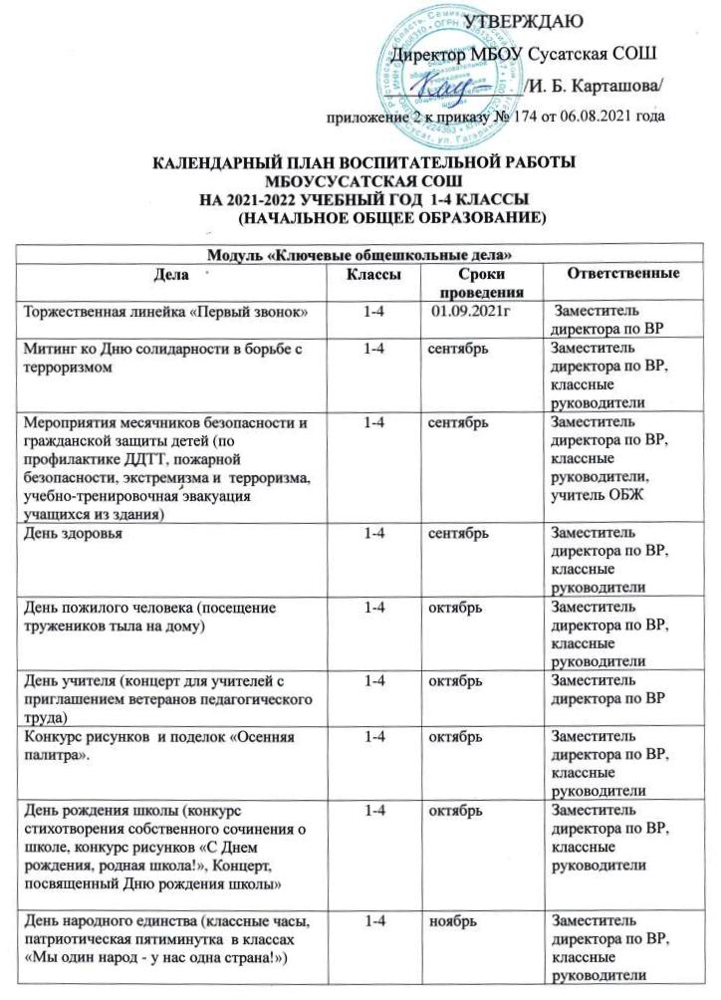 УТВЕРЖДАЮ
Директор МБОУ Сусатская СОШ
/И. Б. Карташова/
приложение 2 к приказу № 174 от 06.08.2021 года
КАЛЕНДАРНЫЙ ПЛАН ВОСПИТАТЕЛЬНОЙ РАБОТЫ
МБОУСУСАТСКАЯ СОШ
НА 2021-2022 УЧЕБНЫЙ ГОД 1-4 КЛАССЫ
(НАЧАЛЬНОЕ ОБЩЕЕ ОБРАЗОВАНИЕ)
Модуль «Ключевые общешкольные дела»
Дела Классы Сроки Ответственные
проведения
Торжественная линейка «Первый звонок» 1-4 01.09.2021г Заместитель
директора по ВР
Митинг ко Дню солидарности в борьбе с 1-4 сентябрь Заместитель
терроризмом директора по ВР,
классные
руководители
Мероприятия месячников безопасности и 1-4 сентябрь Заместитель
гражданской защиты детей (по директора по ВР,
профилактике ДДТТ, пожарной классные
безопасности, экстремизма и терроризма, руководители,
учебно-тренировочная эвакуация учитель ОБЖ
учащихся из здания)
День здоровья 1-4 сентябрь Заместитель
директора по ВР,
классные
руководители
День пожилого человека (посещение 1-4 октябрь Заместитель
тружеников тыла на дому) директора по ВР,
классные
руководители
День учителя (концерт для учителей с 1-4 октябрь Заместитель
приглашением ветеранов педагогического директора по ВР
труда)
Конкурс рисунков и поделок «Осенняя 1-4 октябрь Заместитель
палитра». директора по ВР,
классные
руководители
День рождения школы (конкурс 1-4 октябрь Заместитель
стихотворения собственного сочинения о директора по ВР,
школе, конкурс рисунков «С Днем классные
рождения, родная школа!», Концерт, руководители
посвященный Дню рождения школы»
День народного единства (классные часы, 1-4 ноябрь Заместитель
патриотическая пятиминутка в классах директора по ВР,
«Мы один народ - у нас одна страна!») классные
руководители